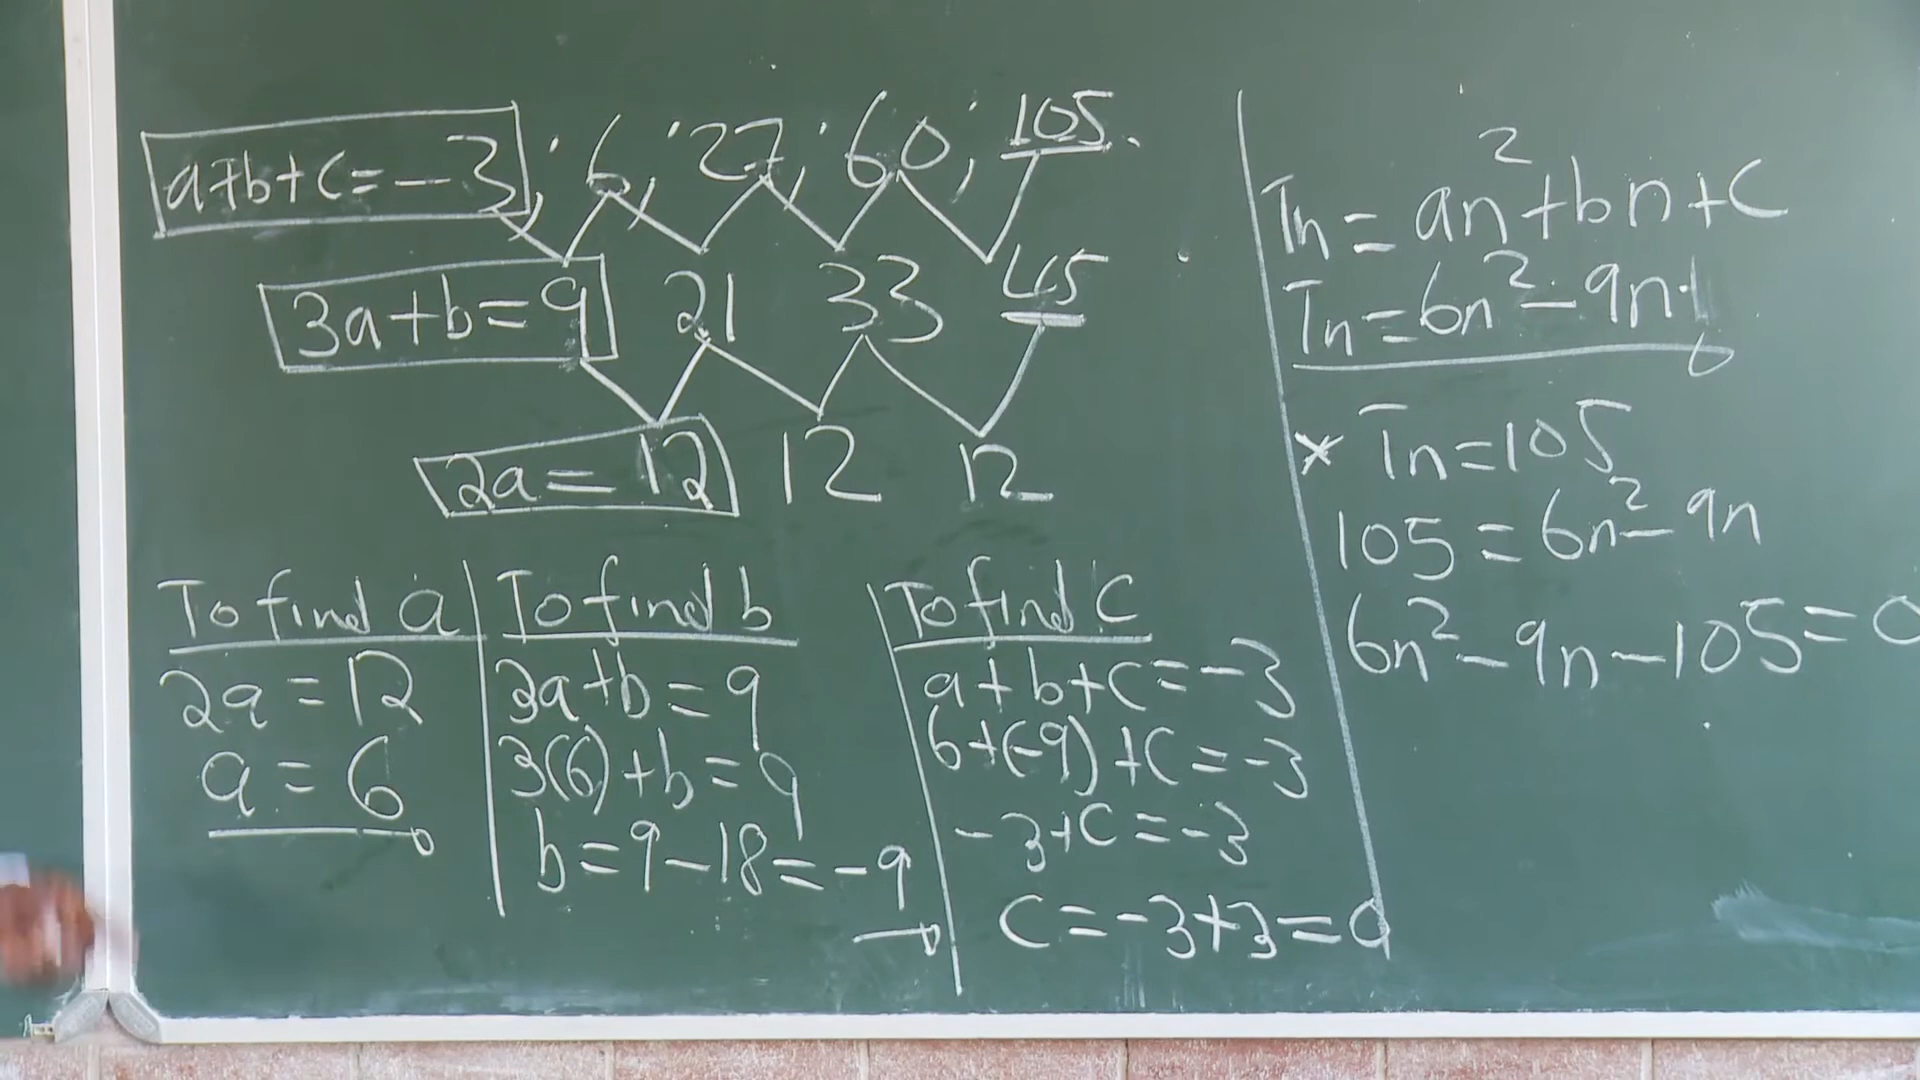 a+b+c=-3; 6; 27; 60; 105.
3a+b=9 21 33 45
2a=12 12 12
To find a
2a=12
a=6
To find b
3a+b=9
3(6)+b=9
b=9-18=-9
To find c
a+b+c=-3
6+(-9)+c=-3
-3+c=-3
c=-3+3=0
Tn=an²+bn+c
Tn=6n²-9n
* Tn=105
105=6n²-9n
6n²-9n-105=0